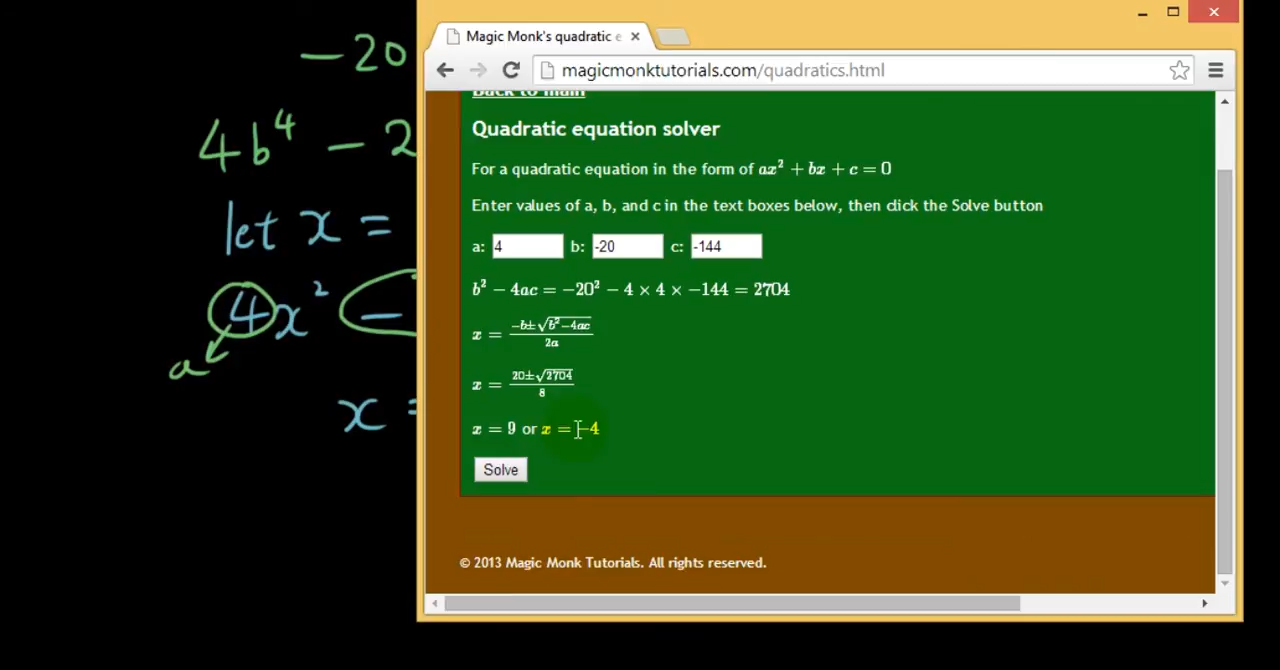 -20
4b⁴ - 2
let x =
4x² -
a
x =
Magic Monk's quadratic e
magicmonktutorials.com/quadratics.html
Back to main
Quadratic equation solver
For a quadratic equation in the form of ax² + bx + c = 0
Enter values of a, b, and c in the text boxes below, then click the Solve button
a: 4 b: -20 c: -144
b² - 4ac = -20² - 4 × 4 × -144 = 2704
x = (-b±√(b²-4ac))/(2a)
x = (20±√2704)/8
x = 9 or x = -4
Solve
© 2013 Magic Monk Tutorials. All rights reserved.